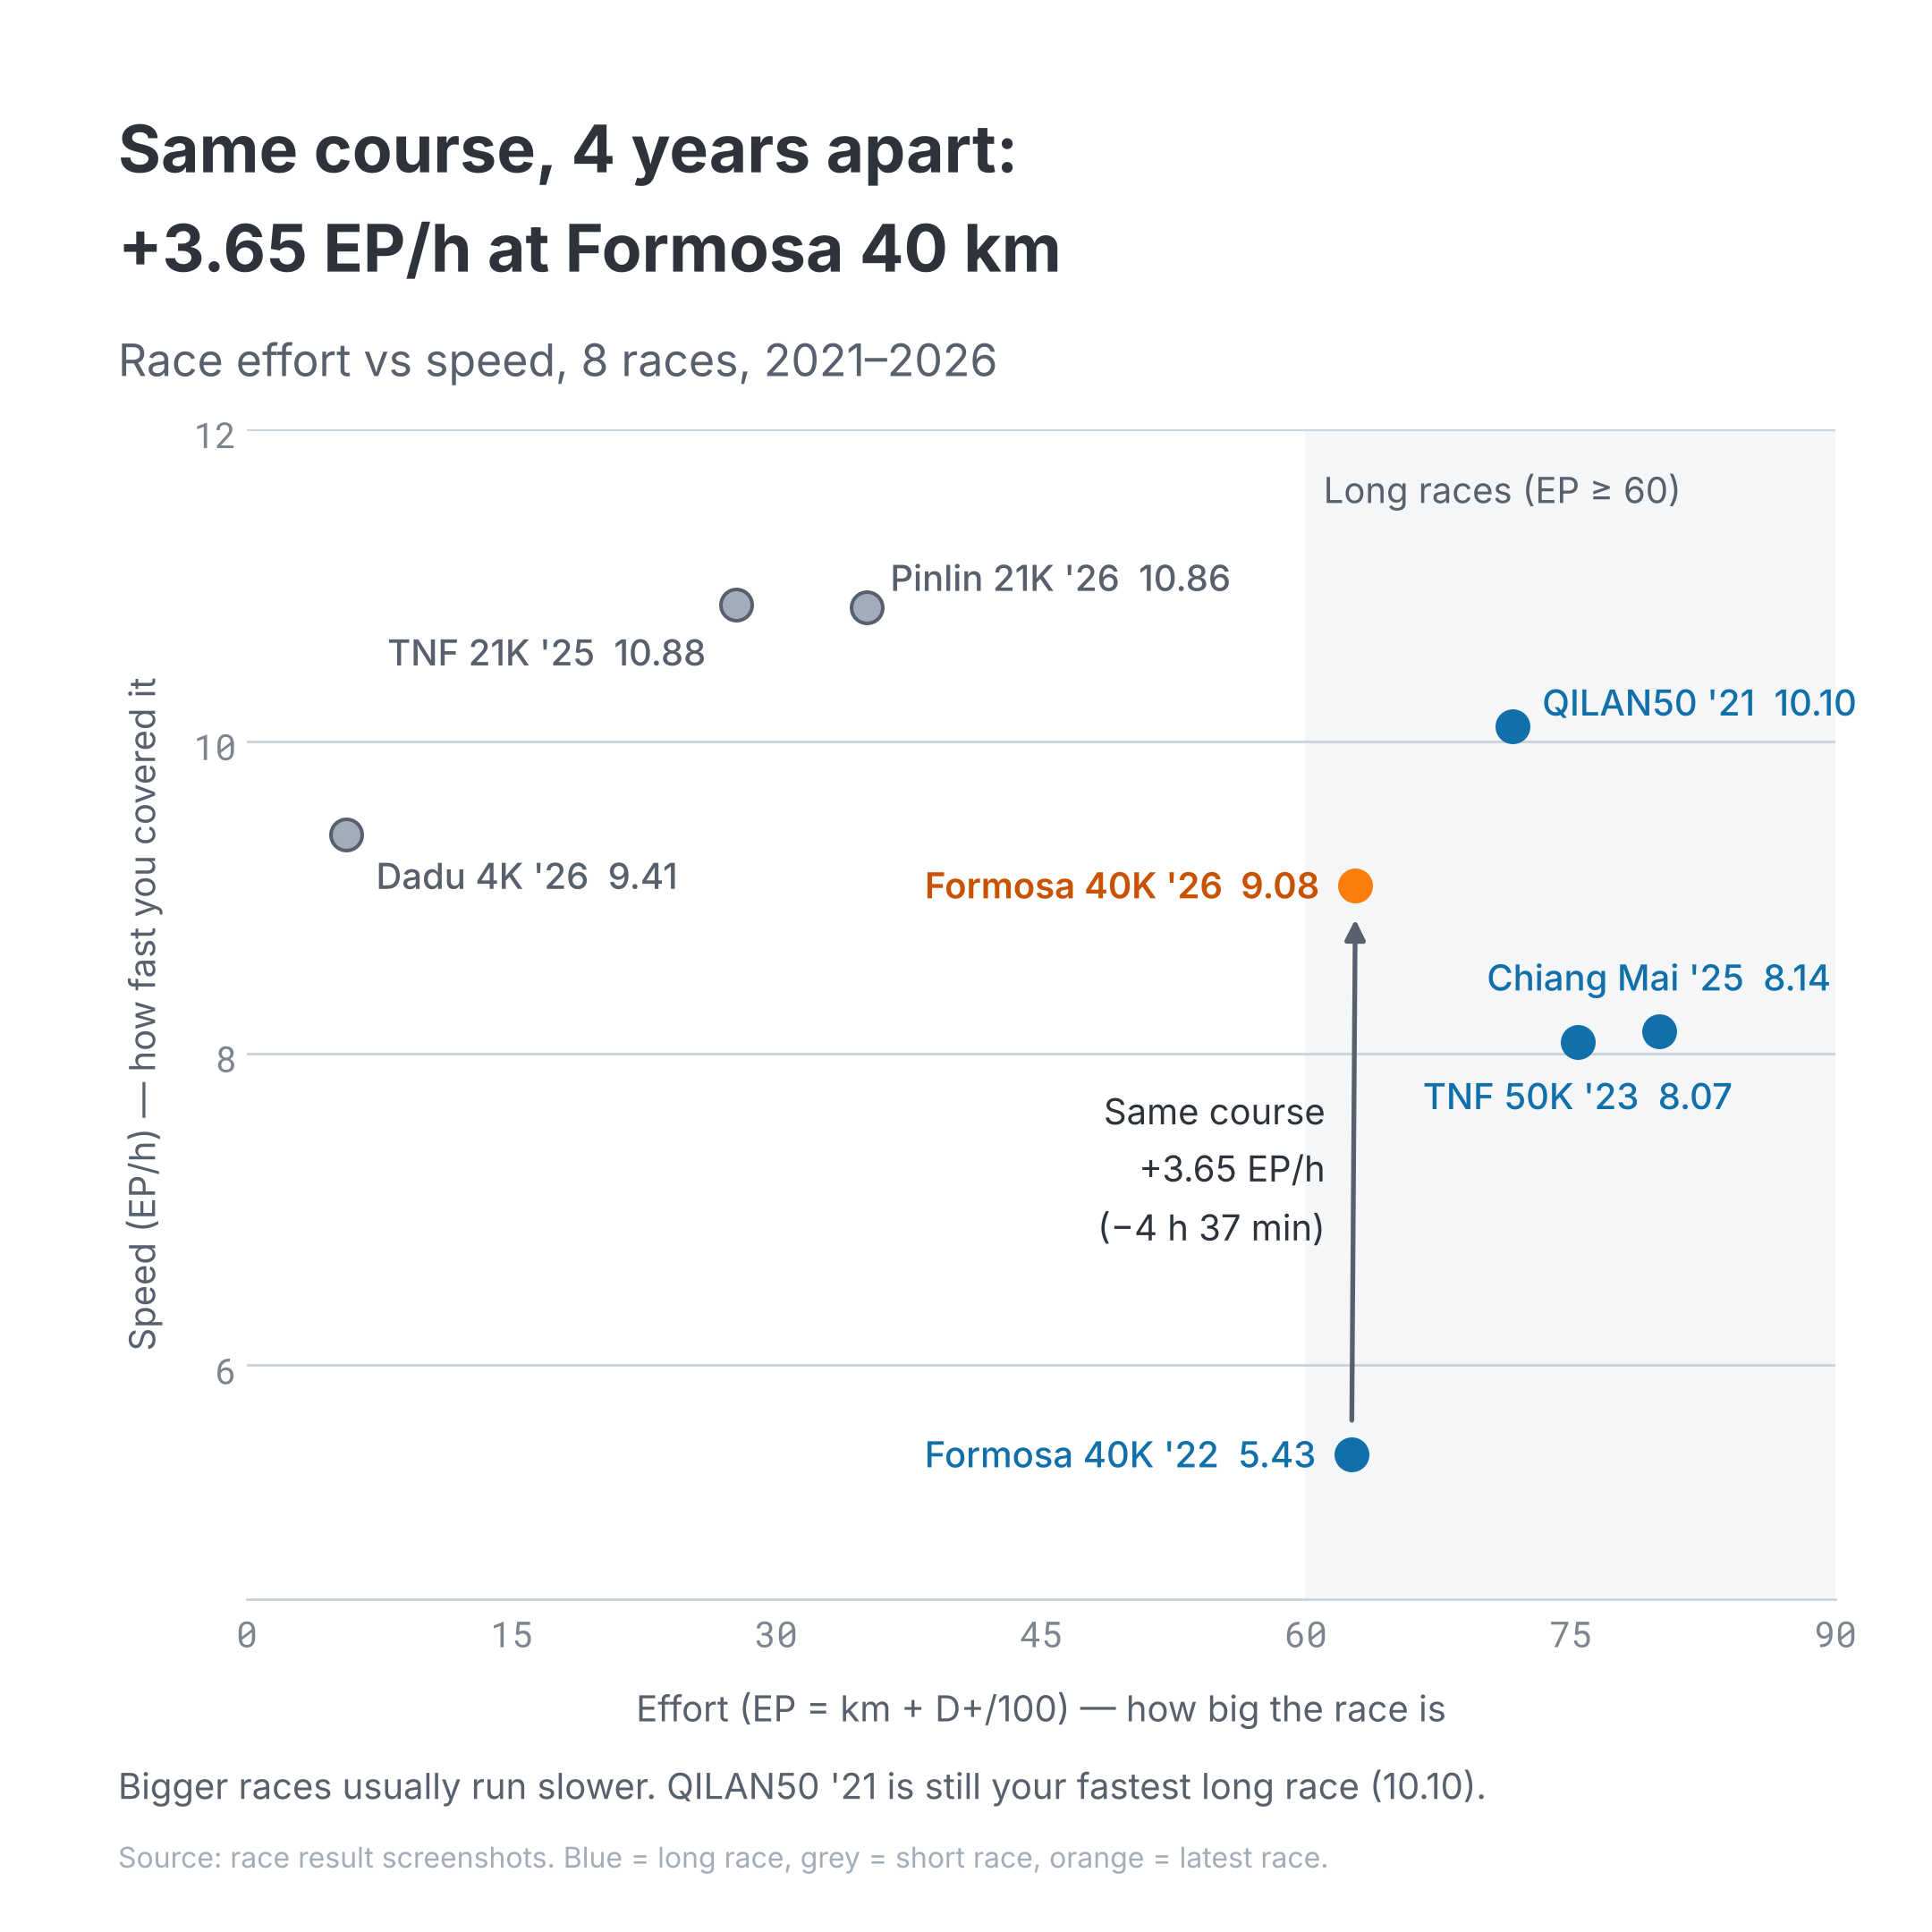 Same course, 4 years apart:
+3.65 EP/h at Formosa 40 km
Race effort vs speed, 8 races, 2021–2026
12
Long races (EP ≥ 60)
Pinlin 21K '26 10.86
TNF 21K '25 10.88
QILAN50 '21 10.10
10
Dadu 4K '26 9.41
Formosa 40K '26 9.08
Chiang Mai '25 8.14
8
TNF 50K '23 8.07
Same course
+3.65 EP/h
(−4 h 37 min)
Speed (EP/h) — how fast you covered it
6
Formosa 40K '22 5.43
0 15 30 45 60 75 90
Effort (EP = km + D+/100) — how big the race is
Bigger races usually run slower. QILAN50 '21 is still your fastest long race (10.10).
Source: race result screenshots. Blue = long race, grey = short race, orange = latest race.